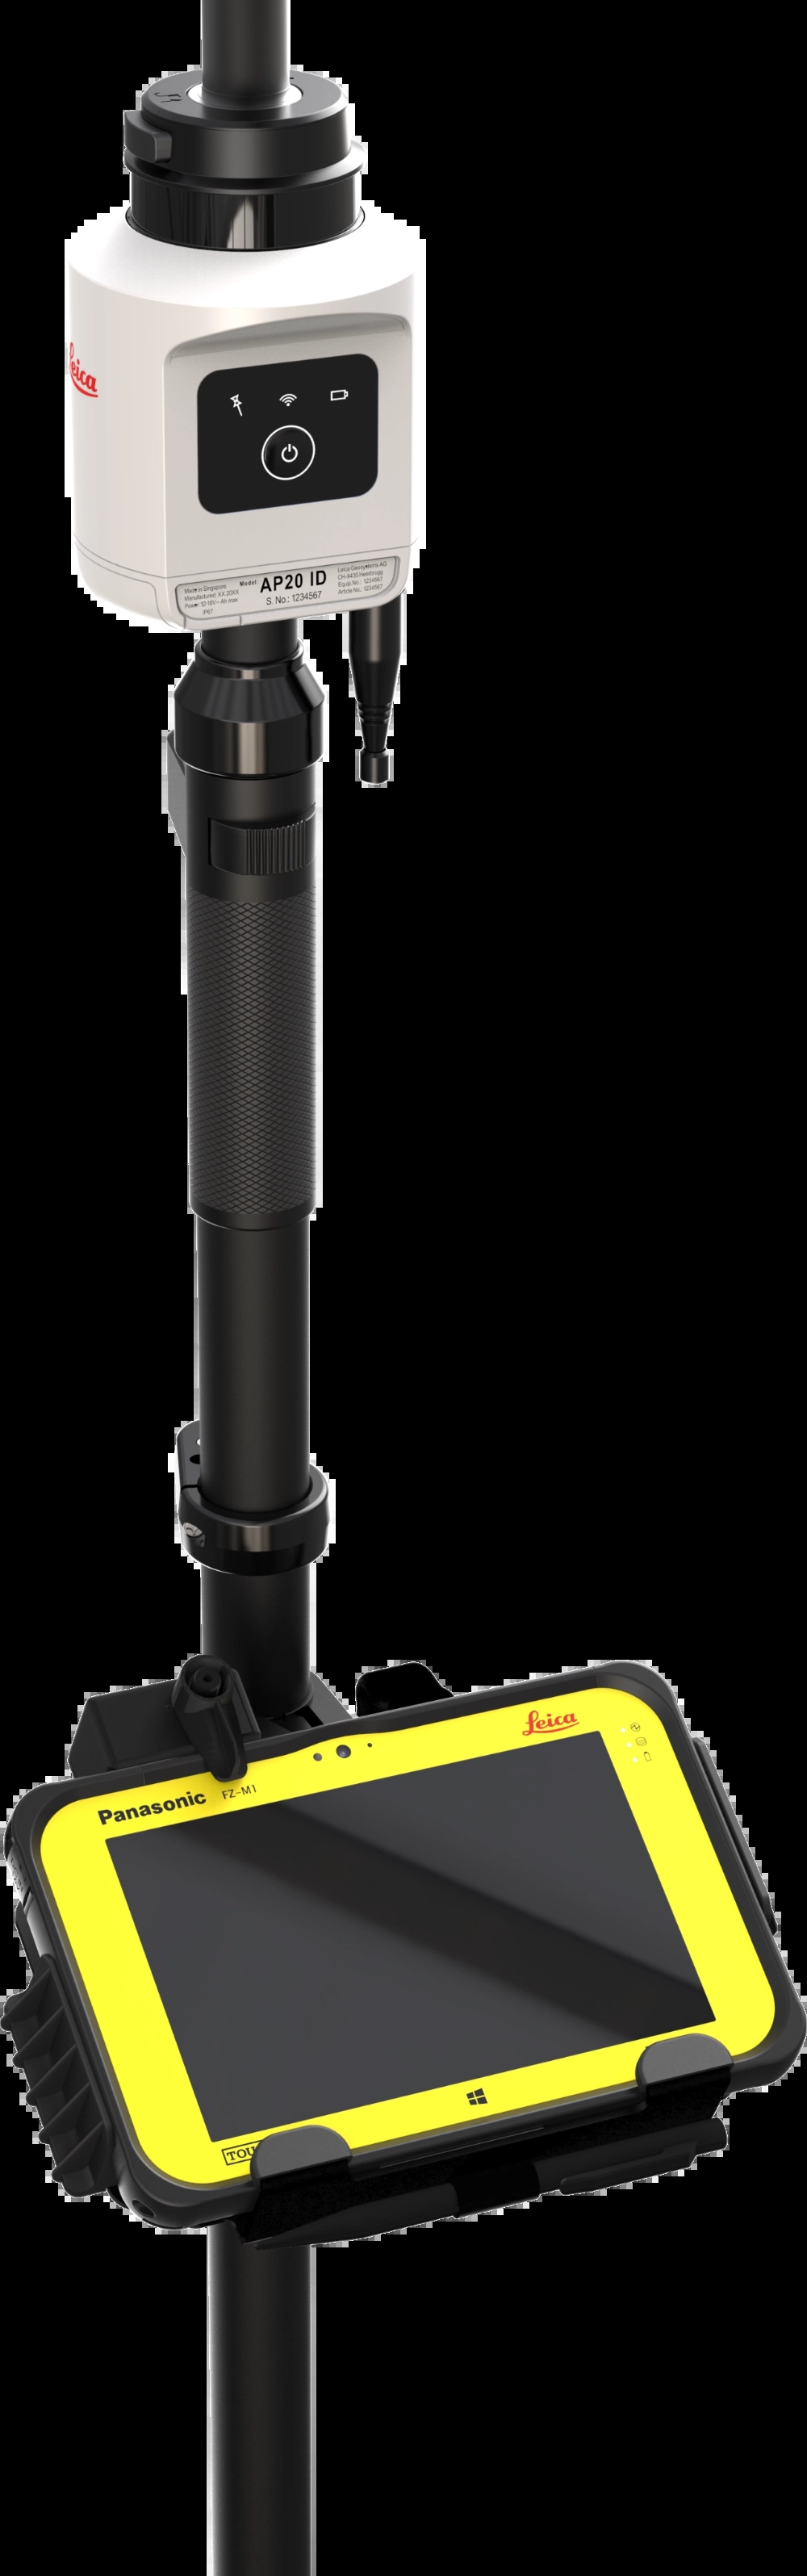 Leica
Made in Singapore
Manufactured: XX.20XX
Power: 12-16V⎓ Ah max
IP67
Model: AP20 ID
S. No.: 1234567
Leica Geosystems AG
CH-9435 Heerbrugg
Equip.No.: 1234567
Article No.: 1234567
Leica
Panasonic FZ-M1
TOU